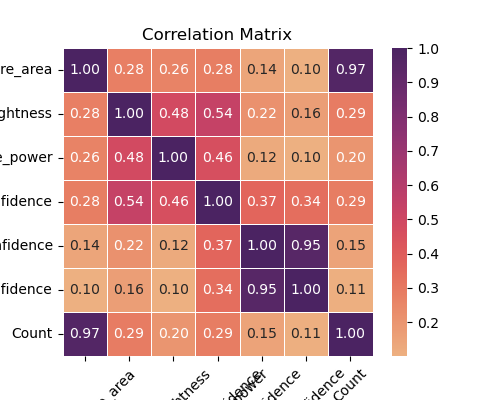 Correlation Matrix
re_area 1.00 0.28 0.26 0.28 0.14 0.10 0.97
ghtness 0.28 1.00 0.48 0.54 0.22 0.16 0.29
e_power 0.26 0.48 1.00 0.46 0.12 0.10 0.20
fidence 0.28 0.54 0.46 1.00 0.37 0.34 0.29
nfidence 0.14 0.22 0.12 0.37 1.00 0.95 0.15
fidence 0.10 0.16 0.10 0.34 0.95 1.00 0.11
Count 0.97 0.29 0.20 0.29 0.15 0.11 1.00
1.0
0.9
0.8
0.7
0.6
0.5
0.4
0.3
0.2
_area
htness
ower
idence
idence
fidence
Count